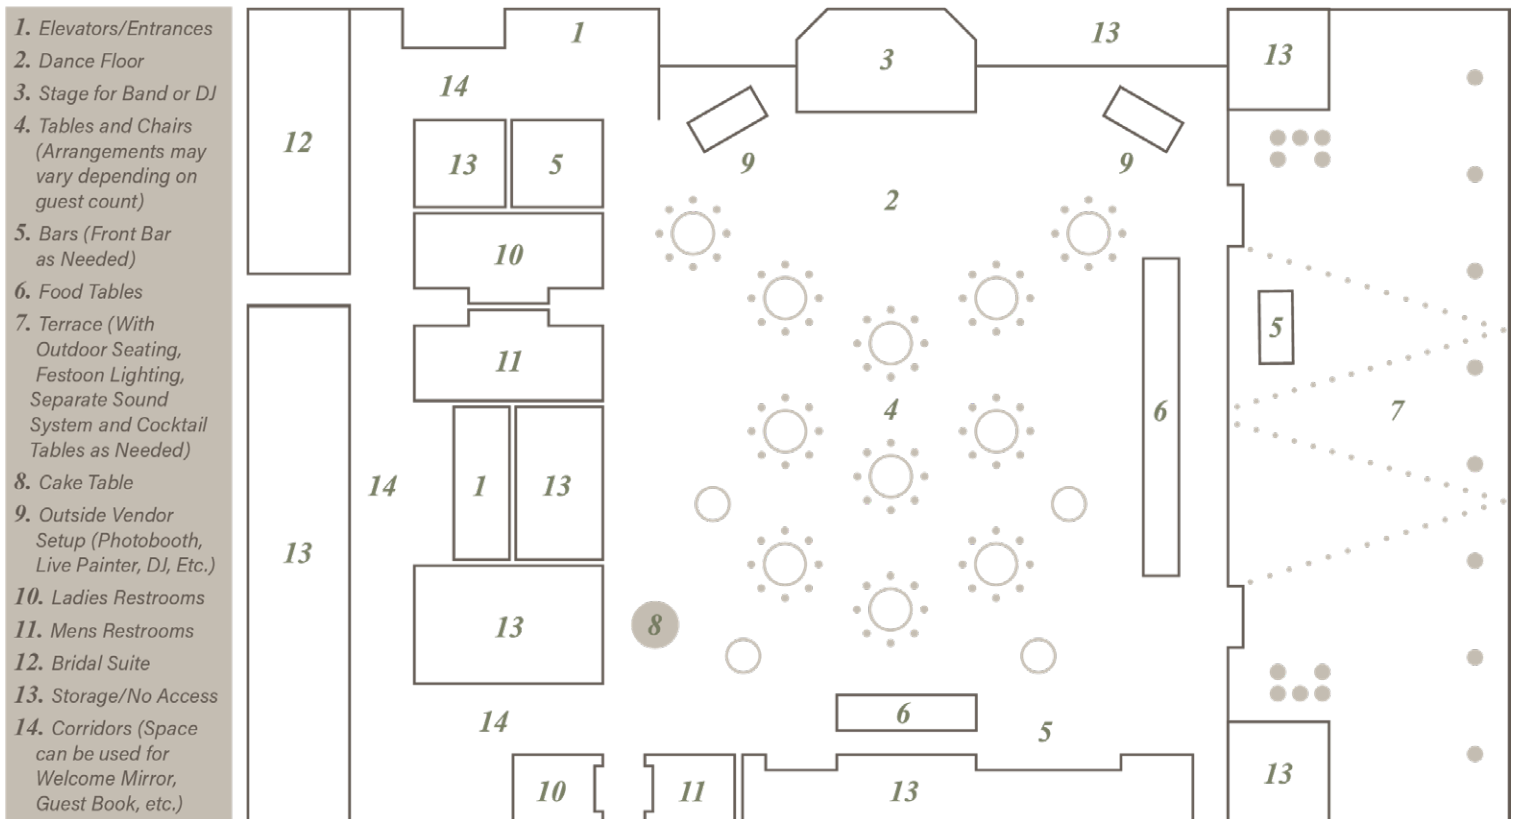 1. Elevators/Entrances
2. Dance Floor
3. Stage for Band or DJ
4. Tables and Chairs
(Arrangements may
vary depending on
guest count)
5. Bars (Front Bar
as Needed)
6. Food Tables
7. Terrace (With
Outdoor Seating,
Festoon Lighting,
Separate Sound
System and Cocktail
Tables as Needed)
8. Cake Table
9. Outside Vendor
Setup (Photobooth,
Live Painter, DJ, Etc.)
10. Ladies Restrooms
11. Mens Restrooms
12. Bridal Suite
13. Storage/No Access
14. Corridors (Space
can be used for
Welcome Mirror,
Guest Book, etc.)
1
13
3
13
14
12
13
5
9
9
2
10
5
11
4
6
7
14
1
13
13
13
8
14
6
5
10
11
13
13